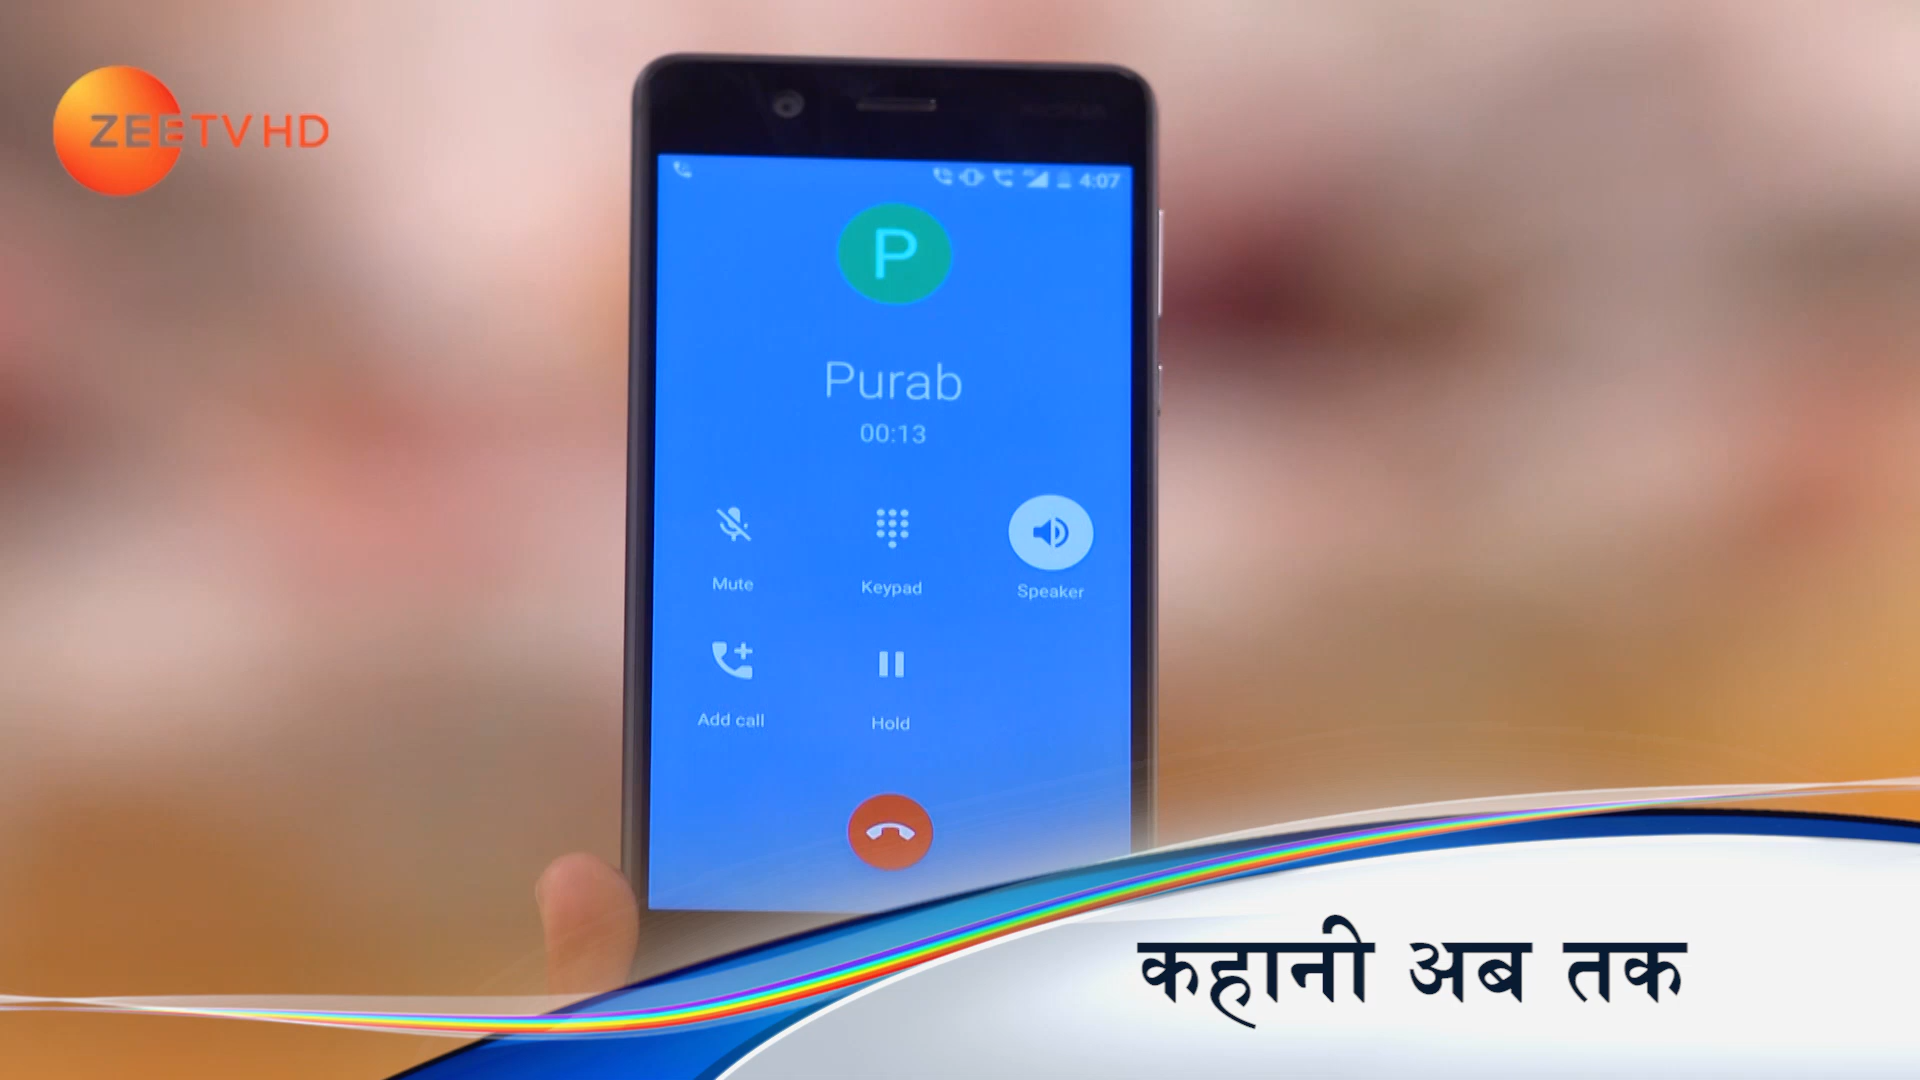 ZEETV HD
4:07
P
Purab
00:13
Mute Keypad Speaker
Add call Hold
कहानी अब तक